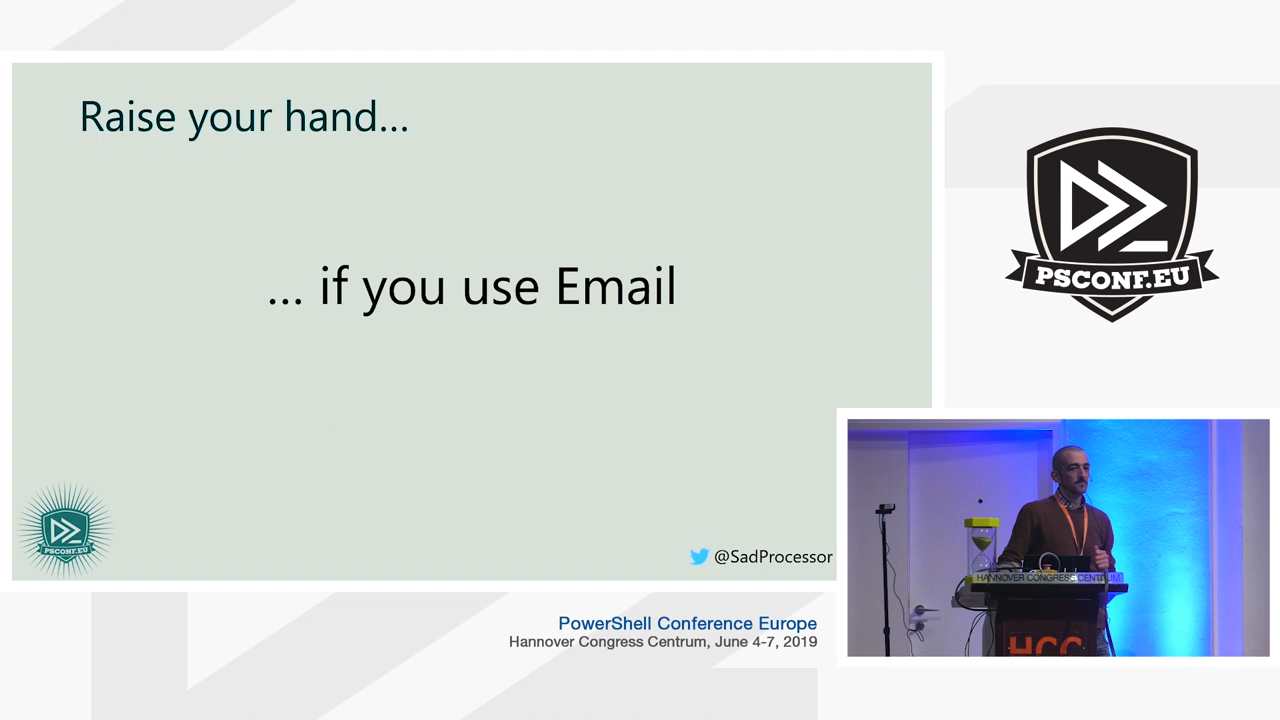 Raise your hand...
... if you use Email
PSCONF.EU
@SadProcessor
PSCONF.EU
HANNOVER CONGRESS CENTRUM
HCC
PowerShell Conference Europe
Hannover Congress Centrum, June 4-7, 2019